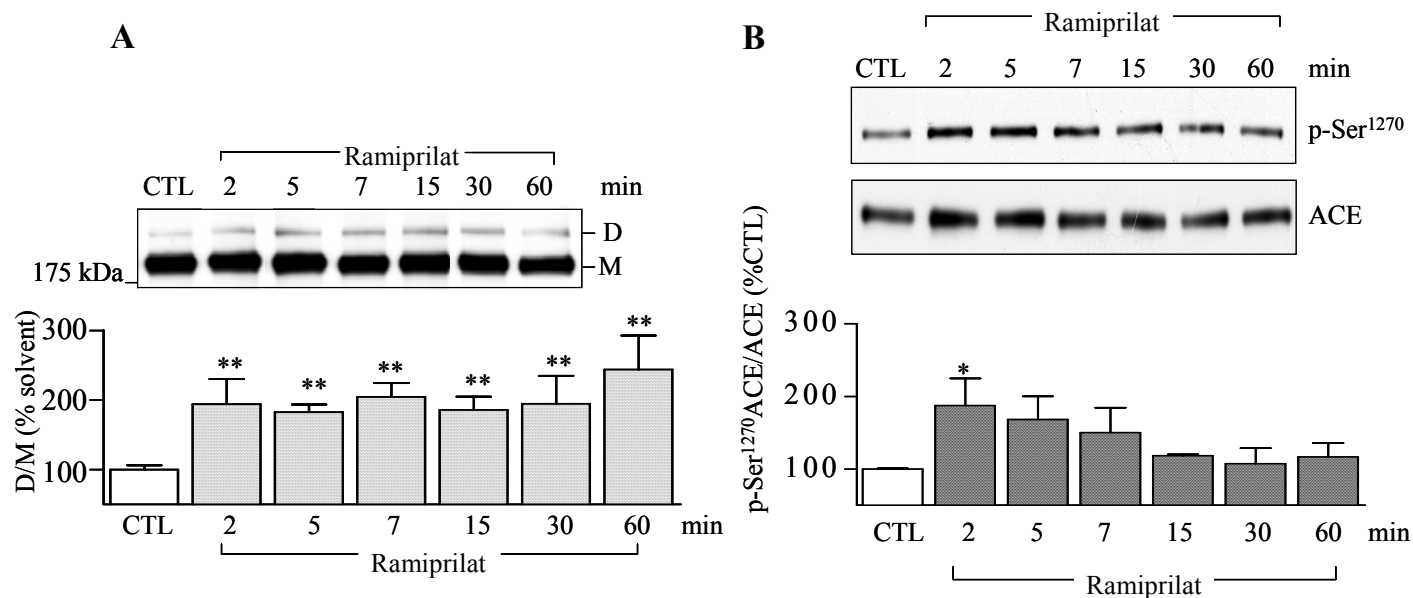 A
Ramiprilat
CTL 2 5 7 15 30 60 min
D
M
175 kDa
D/M (% solvent)
300
200
100
** ** ** ** ** **
CTL 2 5 7 15 30 60 min
Ramiprilat
B
Ramiprilat
CTL 2 5 7 15 30 60 min
p-Ser¹²⁷⁰
ACE
p-Ser¹²⁷⁰ACE/ACE (%CTL)
300
200
100
*
CTL 2 5 7 15 30 60 min
Ramiprilat